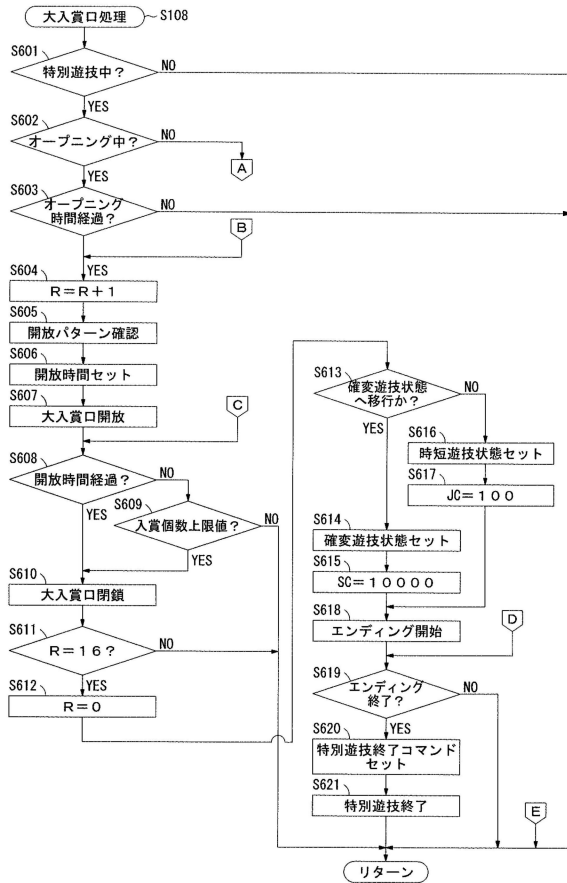 大入賞口処理
S108
S601
特別遊技中？
NO
YES
S602
オープニング中？
NO
A
YES
S603
オープニング
時間経過？
NO
B
YES
S604
R＝R＋1
S605
開放パターン確認
S606
開放時間セット
S607
大入賞口開放
C
S608
開放時間経過？
NO
YES
S609
入賞個数上限値？
NO
YES
S610
大入賞口閉鎖
S611
R＝16？
NO
YES
S612
R＝0
S613
確変遊技状態
へ移行か？
NO
YES
S616
時短遊技状態セット
S617
JC＝100
S614
確変遊技状態セット
S615
SC＝10000
S618
エンディング開始
D
S619
エンディング
終了？
NO
YES
S620
特別遊技終了コマンド
セット
S621
特別遊技終了
E
リターン